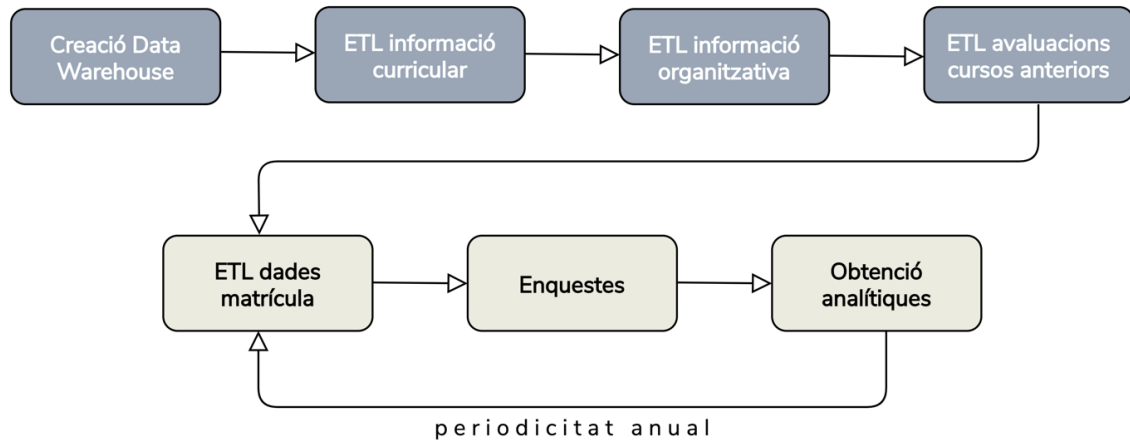 Creació Data
Warehouse
ETL informació
curricular
ETL informació
organitzativa
ETL avaluacions
cursos anteriors
ETL dades
matrícula
Enquestes
Obtenció
analítiques
periodicitat anual